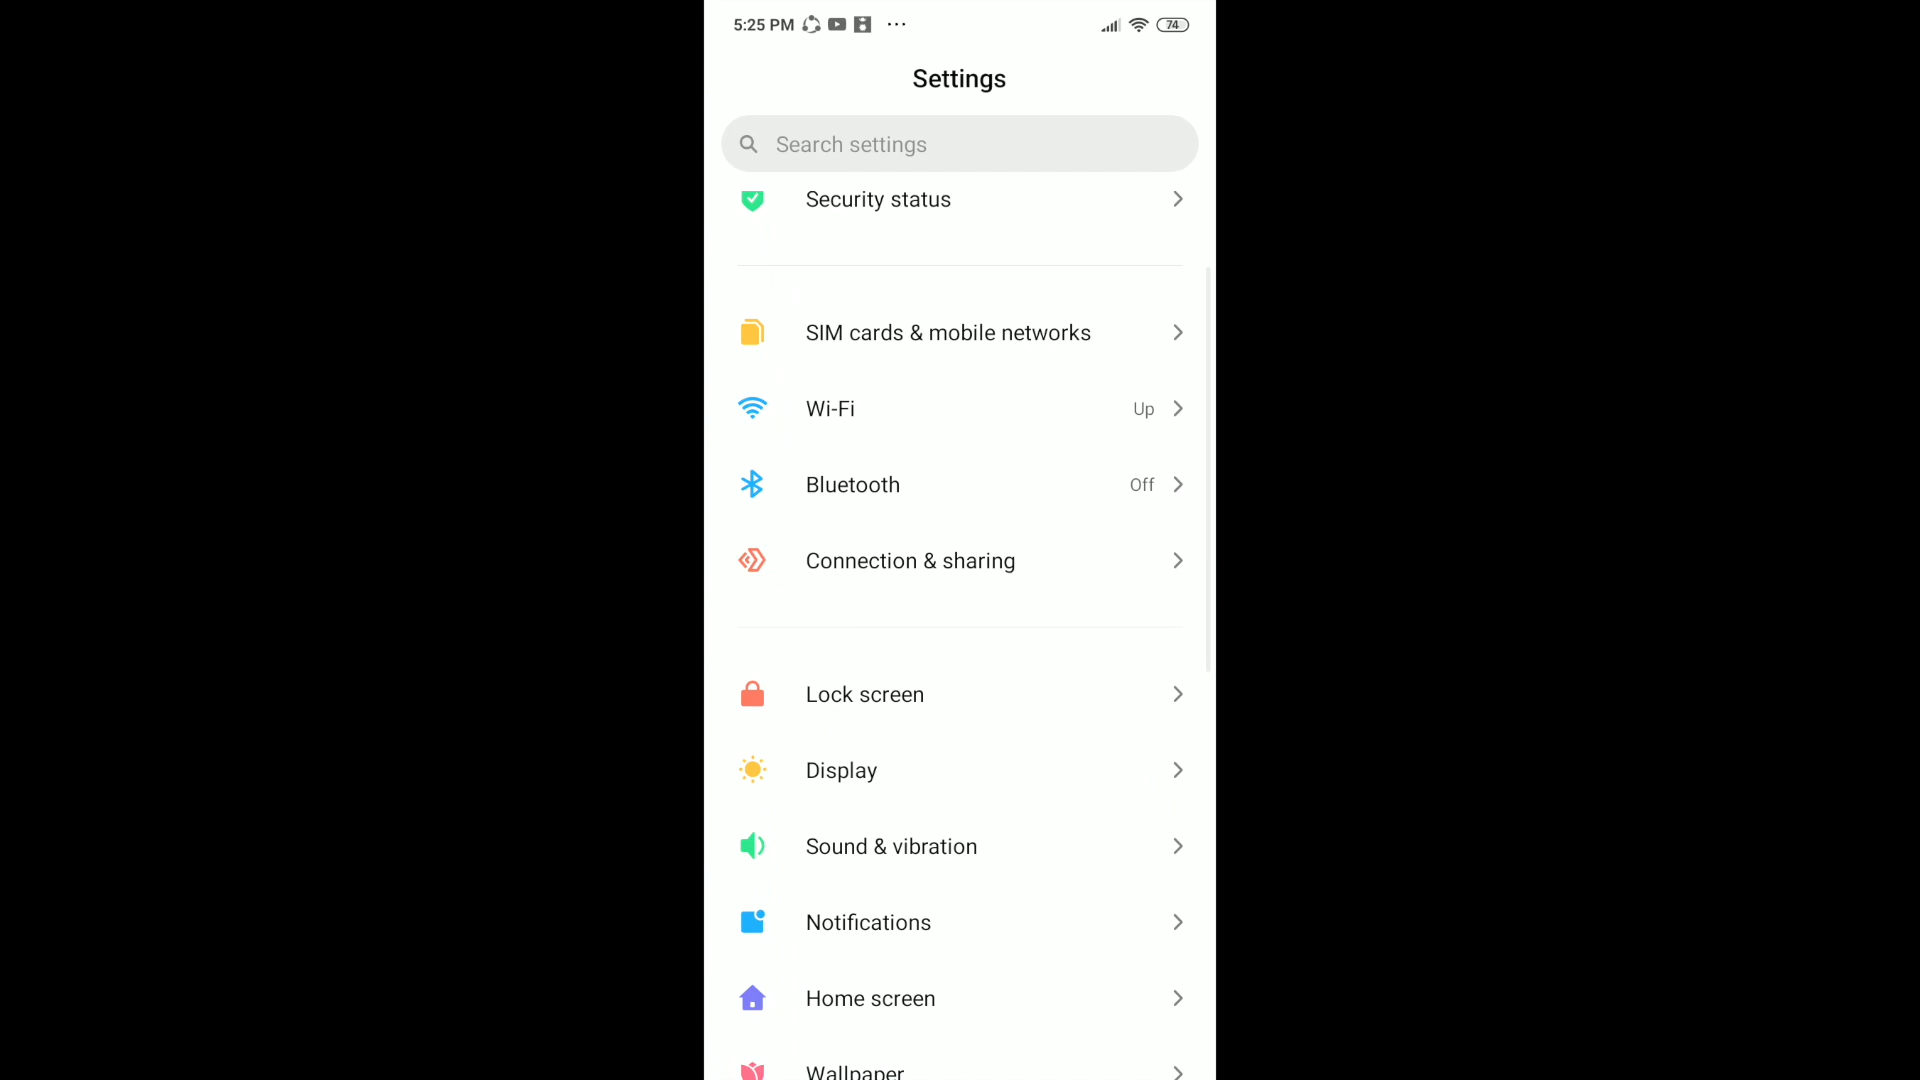 5:25 PM ... 74
Settings
Search settings
Security status
SIM cards & mobile networks
Wi-Fi Up
Bluetooth Off
Connection & sharing
Lock screen
Display
Sound & vibration
Notifications
Home screen
Wallpaper